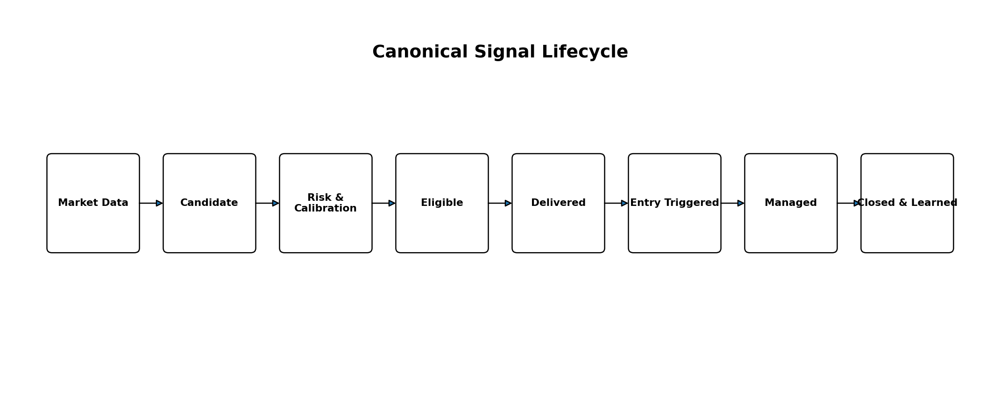 Canonical Signal Lifecycle
Market Data
Candidate
Risk &
Calibration
Eligible
Delivered
Entry Triggered
Managed
Closed & Learned